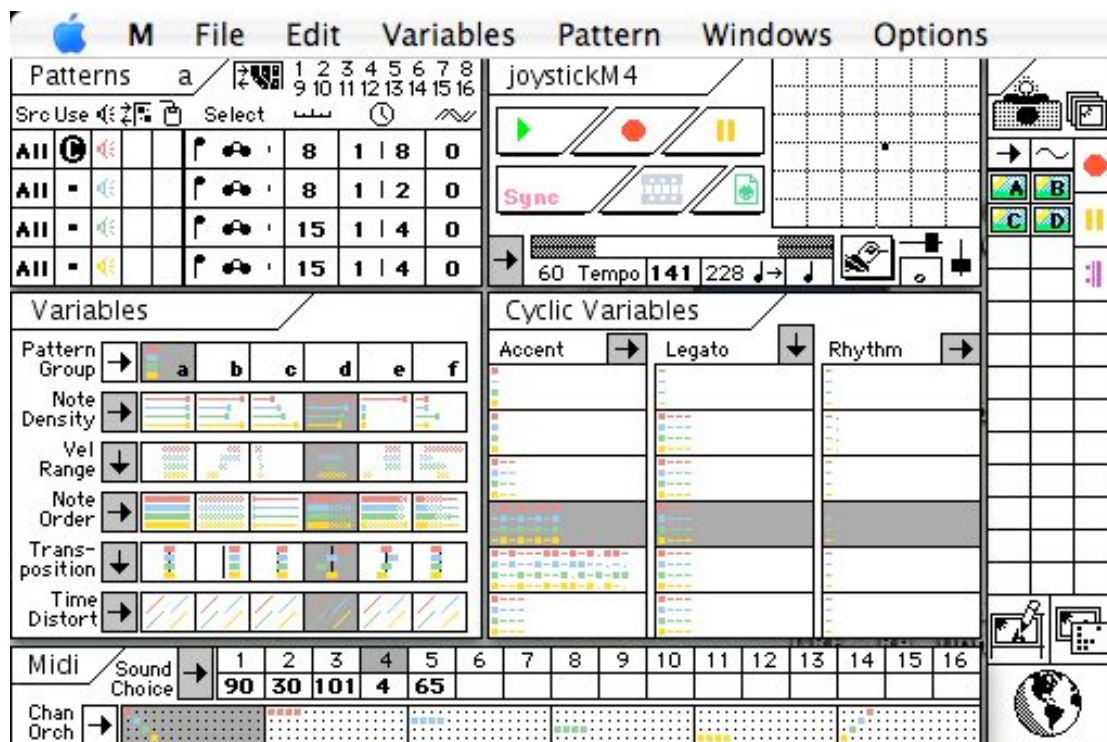 M File Edit Variables Pattern Windows Options
Patterns a
1 2 3 4 5 6 7 8
9 10 11 12 13 14 15 16
Src Use Select
All C 8 1 | 8 0
All 8 1 | 2 0
All 15 1 | 4 0
All 15 1 | 4 0
joystickM4
Sync
60 Tempo 141 228
A B
C D
Variables
Pattern
Group a b c d e f
Note
Density
Vel
Range
Note
Order
Trans-
position
Time
Distort
Cyclic Variables
Accent Legato Rhythm
Midi
Sound
Choice
1 2 3 4 5 6 7 8 9 10 11 12 13 14 15 16
90 30 101 4 65
Chan
Orch